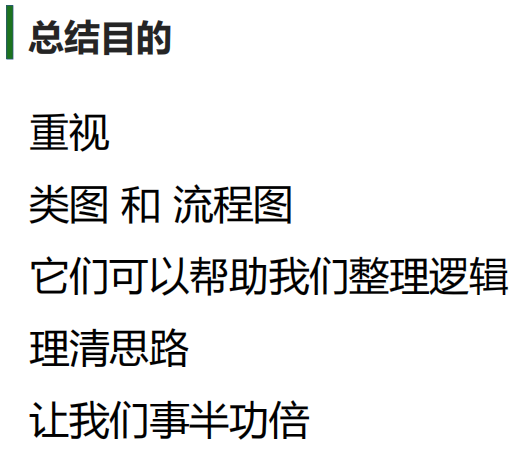 总结目的
重视
类图 和 流程图
它们可以帮助我们整理逻辑
理清思路
让我们事半功倍